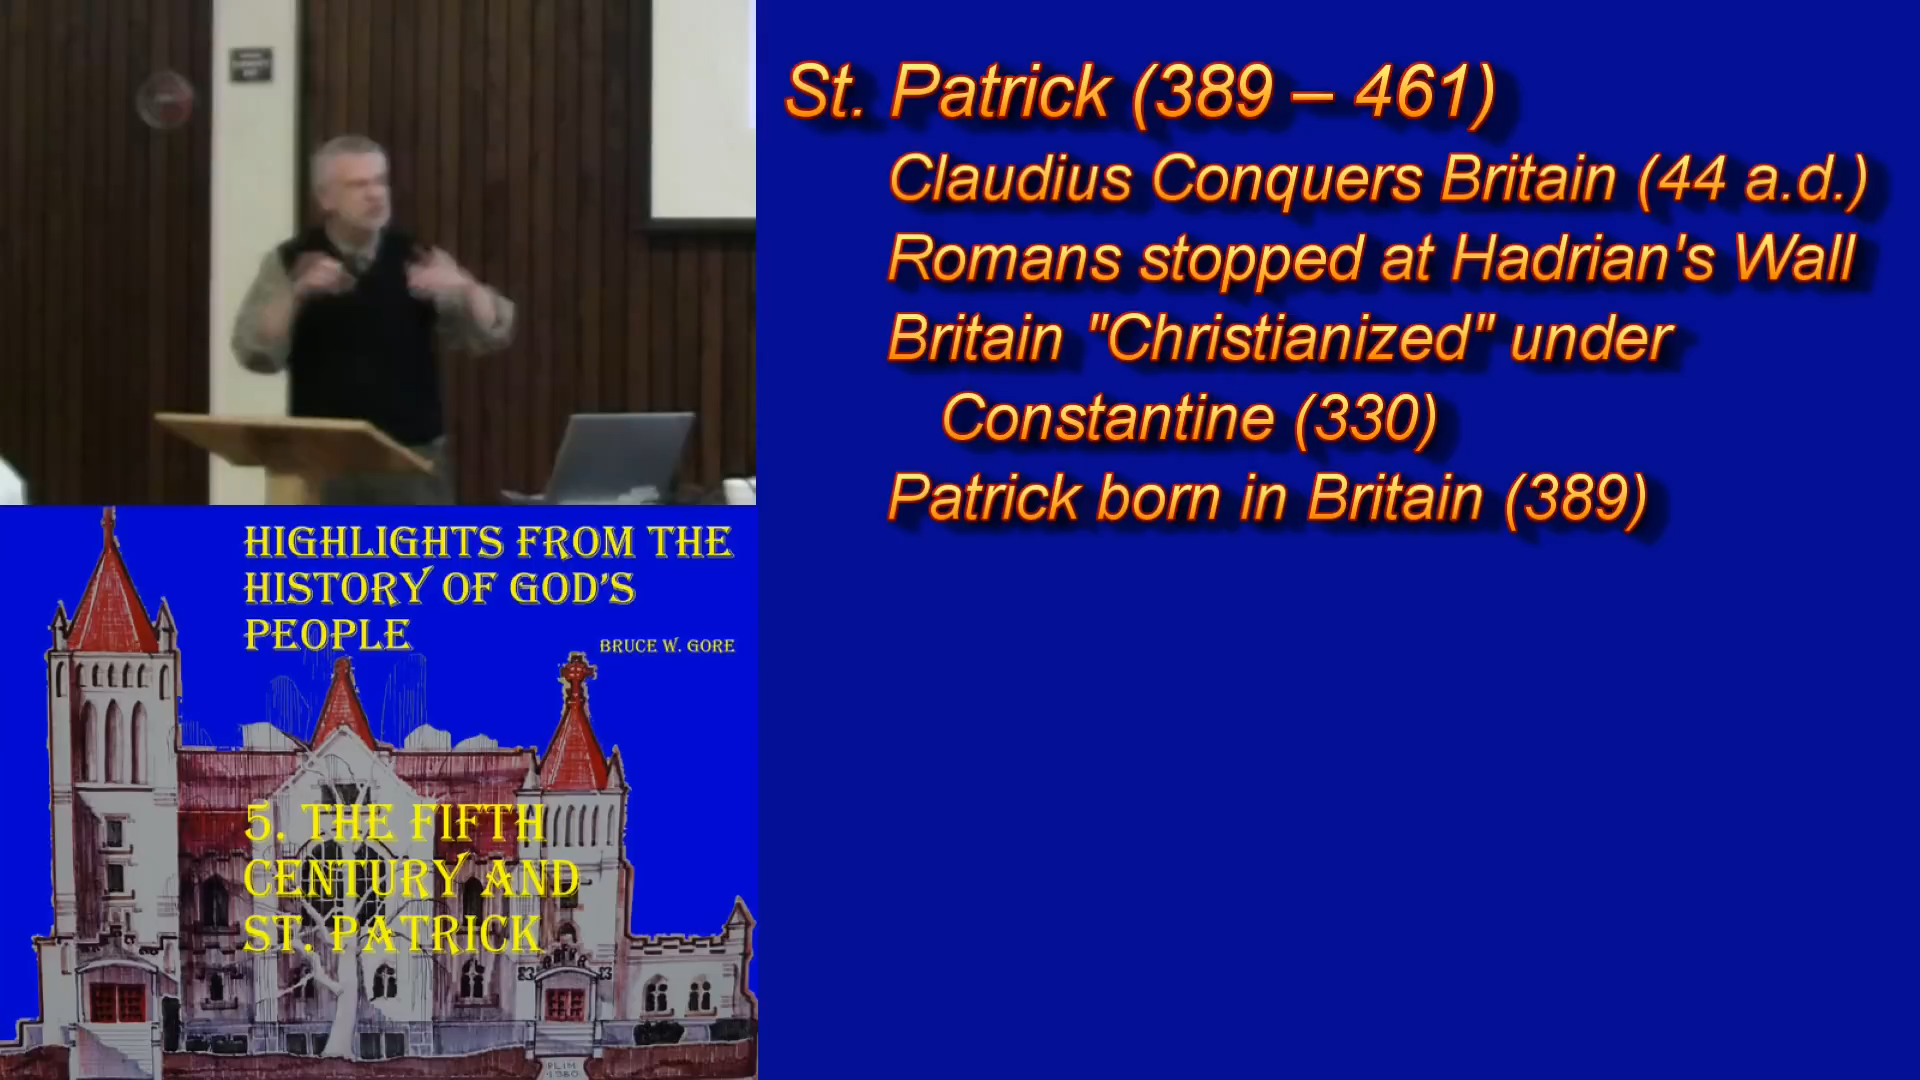 St. Patrick (389 – 461)
Claudius Conquers Britain (44 a.d.)
Romans stopped at Hadrian's Wall
Britain "Christianized" under
Constantine (330)
Patrick born in Britain (389)
HIGHLIGHTS FROM THE
HISTORY OF GOD'S
PEOPLE
BRUCE W. GORE
5. THE FIFTH
CENTURY AND
ST. PATRICK